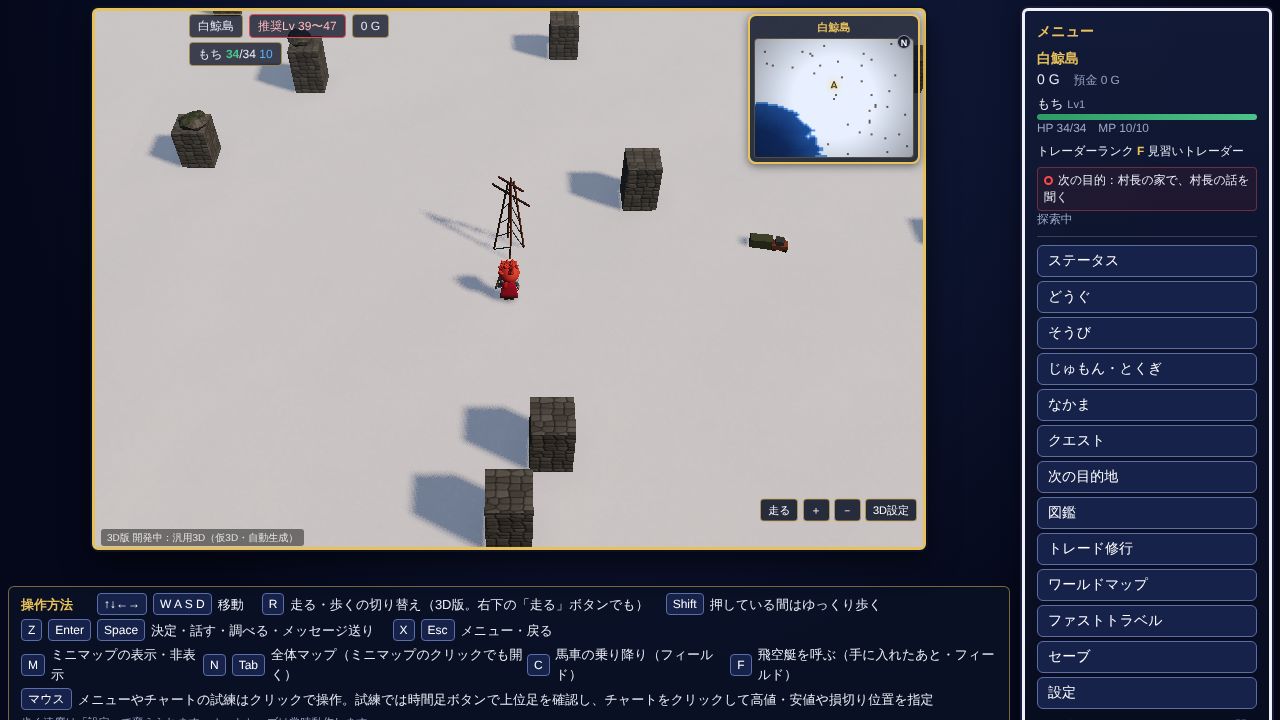 白鯨島
推奨Lv 39〜47
0 G
もち 34/34 10
白鯨島
N
A
走る
＋
－
3D設定
3D版 開発中：汎用3D（仮3D・自動生成）
メニュー
白鯨島
0 G 預金 0 G
もち Lv1
HP 34/34 MP 10/10
トレーダーランク F 見習いトレーダー
次の目的：村長の家で、村長の話を
聞く
探索中
ステータス
どうぐ
そうび
じゅもん・とくぎ
なかま
クエスト
次の目的地
図鑑
トレード修行
ワールドマップ
ファストトラベル
セーブ
設定
操作方法 ↑↓←→ W A S D 移動 R 走る・歩くの切り替え（3D版。右下の「走る」ボタンでも） Shift 押している間はゆっくり歩く
Z Enter Space 決定・話す・調べる・メッセージ送り X Esc メニュー・戻る
M ミニマップの表示・非表示 N Tab 全体マップ（ミニマップのクリックでも開く） C 馬車の乗り降り（フィールド） F 飛空艇を呼ぶ（手に入れたあと・フィールド）
マウス メニューやチャートの試練はクリックで操作。試練では時間足ボタンで上位足を確認し、チャートをクリックして高値・安値や損切り位置を指定